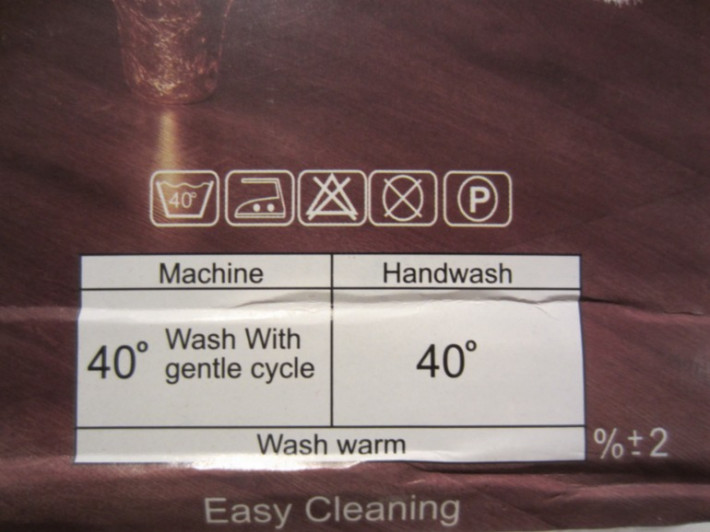 40° P
Machine Handwash
40° Wash With
gentle cycle 40°
Wash warm
%±2
Easy Cleaning